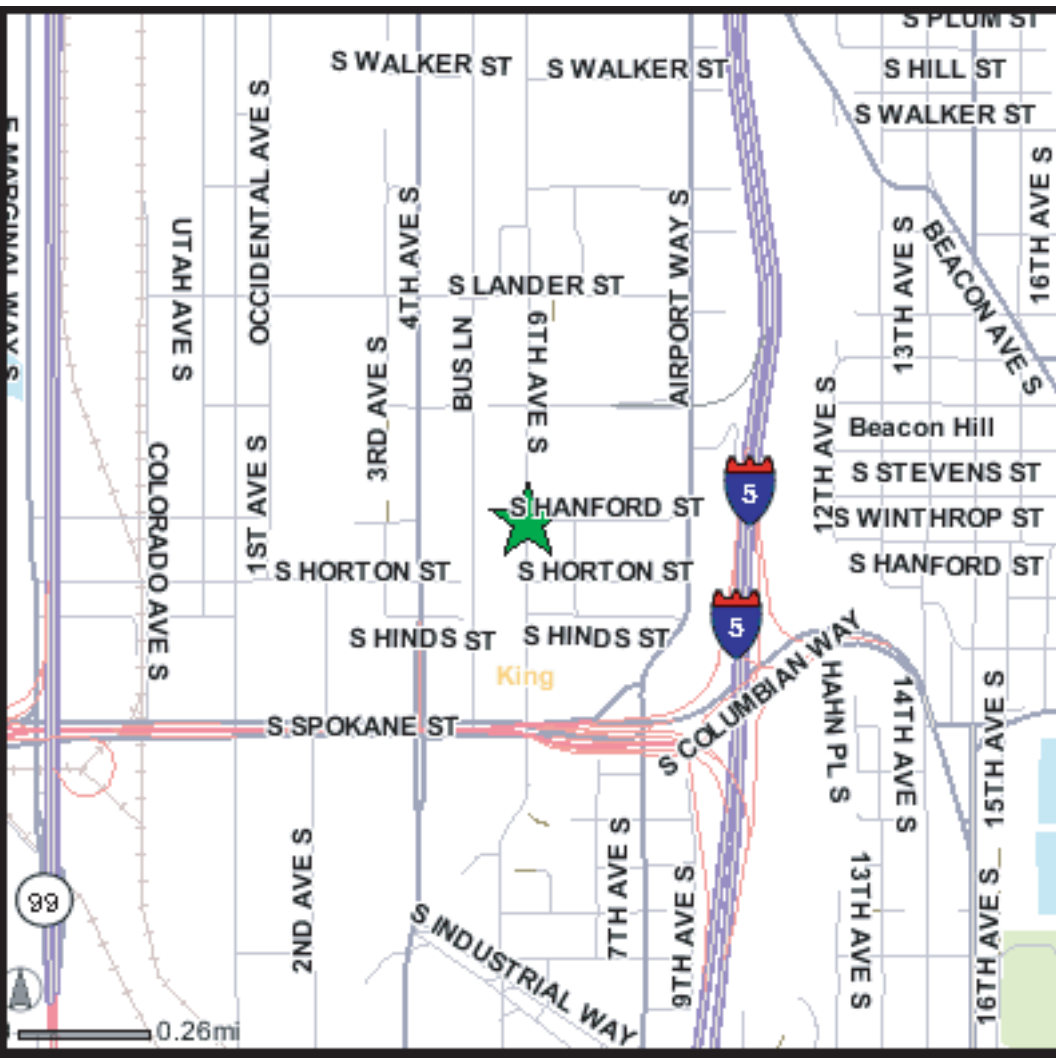 S PLUM ST
S WALKER ST
S WALKER ST
S HILL ST
S WALKER ST
E MARGINAL WAY S
OCCIDENTAL AVE S
16TH AVE S
UTAH AVE S
4TH AVE S
AIRPORT WAY S
13TH AVE S
BEACON AVE S
S LANDER ST
3RD AVE S
BUS LN
6TH AVE S
12TH AVE S
Beacon Hill
COLORADO AVE S
1ST AVE S
S STEVENS ST
5
S HANFORD ST
S WINTHROP ST
S HORTON ST
S HORTON ST
S HANFORD ST
5
S HINDS ST
S HINDS ST
King
S COLUMBIAN WAY
HAHN PL S
14TH AVE S
15TH AVE S
S SPOKANE ST
2ND AVE S
7TH AVE S
9TH AVE S
13TH AVE S
16TH AVE S
99
S INDUSTRIAL WAY
0.26mi